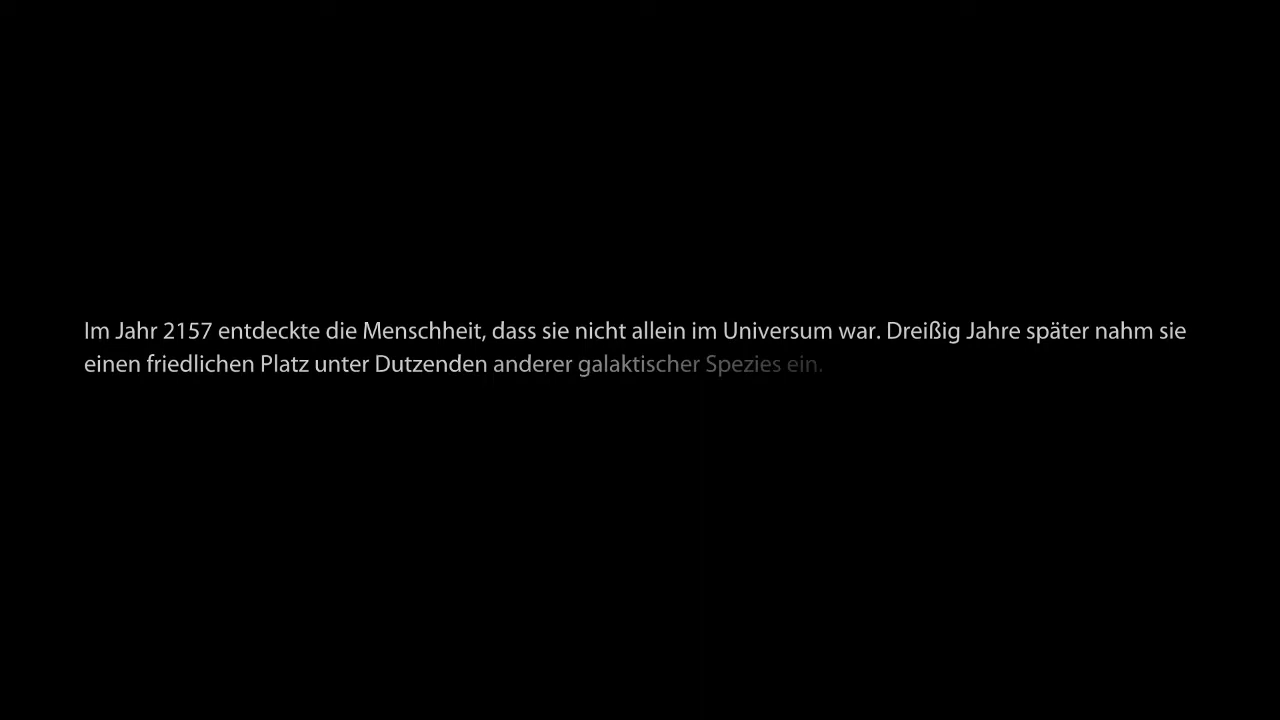 Im Jahr 2157 entdeckte die Menschheit, dass sie nicht allein im Universum war. Dreißig Jahre später nahm sie
einen friedlichen Platz unter Dutzenden anderer galaktischer Spezies ein.